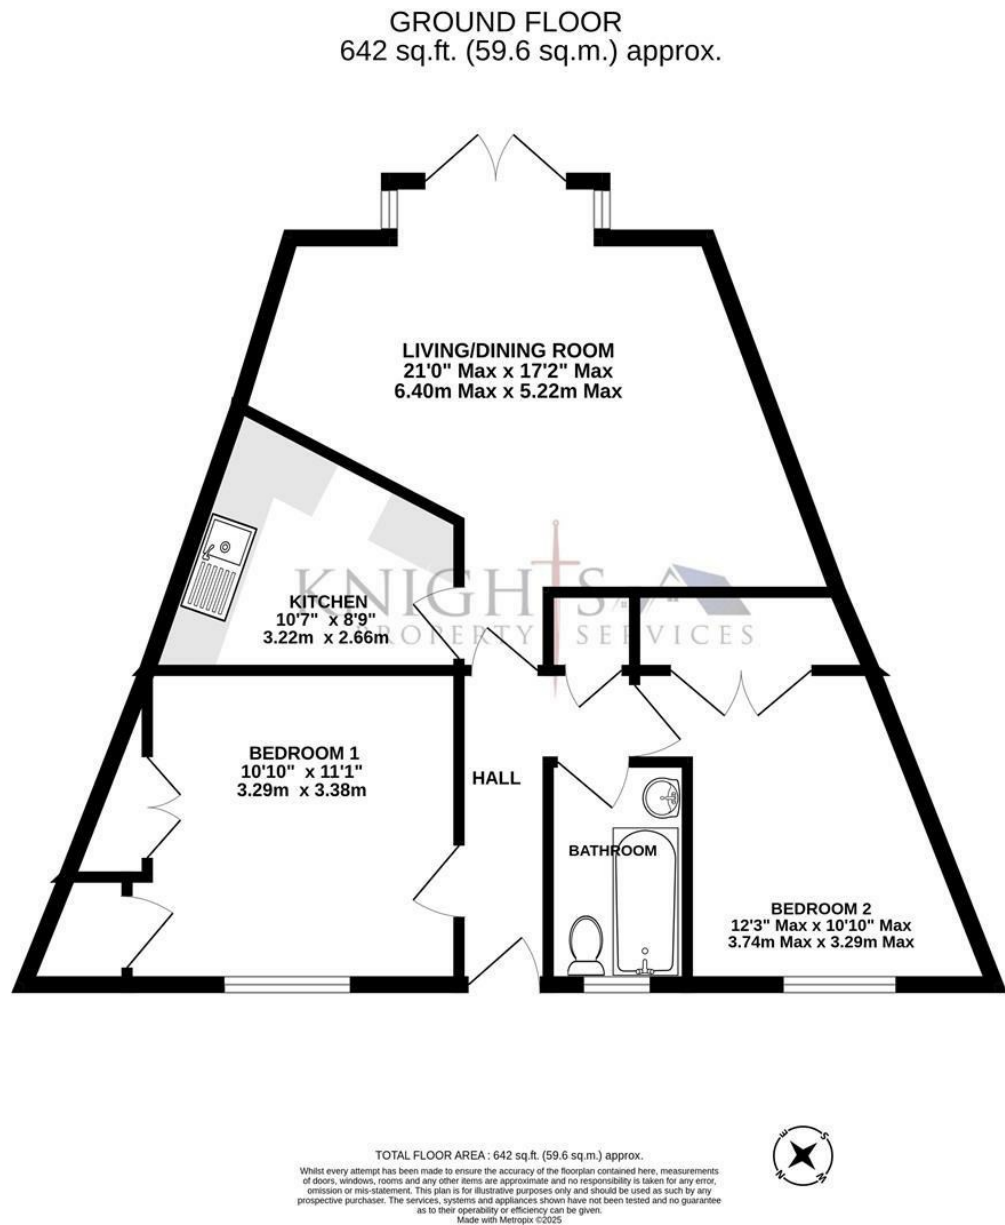 GROUND FLOOR
642 sq.ft. (59.6 sq.m.) approx.
LIVING/DINING ROOM
21'0" Max x 17'2" Max
6.40m Max x 5.22m Max
KNIGHTS
PROPERTY SERVICES
KITCHEN
10'7" x 8'9"
3.22m x 2.66m
BEDROOM 1
10'10" x 11'1"
3.29m x 3.38m
HALL
BATHROOM
BEDROOM 2
12'3" Max x 10'10" Max
3.74m Max x 3.29m Max
E
S
N
W
TOTAL FLOOR AREA : 642 sq.ft. (59.6 sq.m.) approx.
Whilst every attempt has been made to ensure the accuracy of the floorplan contained here, measurements
of doors, windows, rooms and any other items are approximate and no responsibility is taken for any error,
omission or mis-statement. This plan is for illustrative purposes only and should be used as such by any
prospective purchaser. The services, systems and appliances shown have not been tested and no guarantee
as to their operability or efficiency can be given.
Made with Metropix ©2025